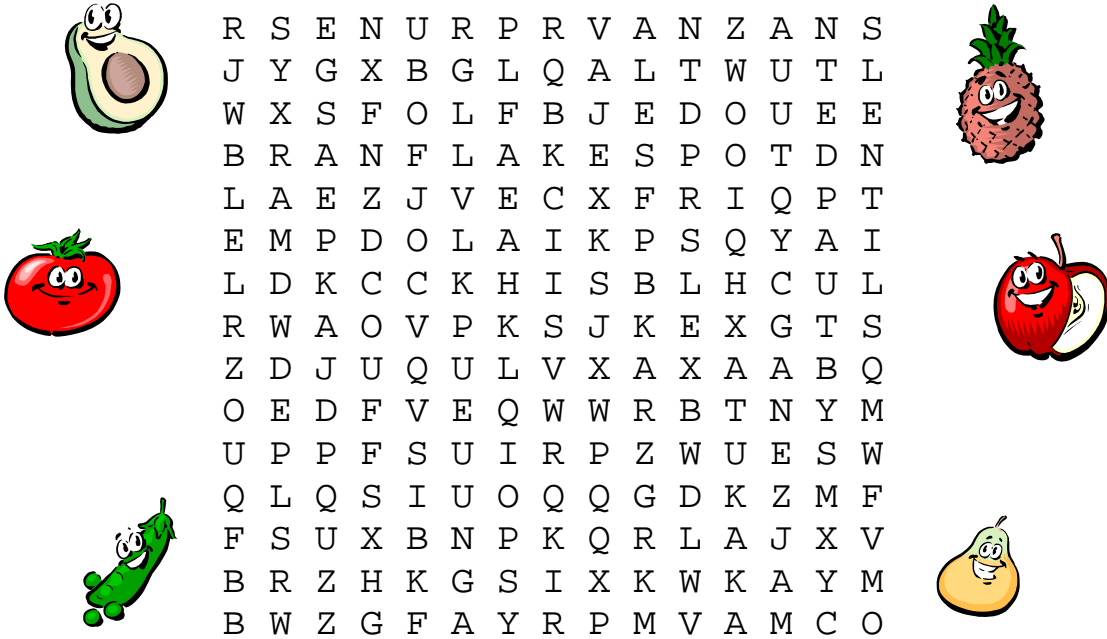 R S E N U R P R V A N Z A N S
J Y G X B G L Q A L T W U T L
W X S F O L F B J E D O U E E
B R A N F L A K E S P O T D N
L A E Z J V E C X F R I Q P T
E M P D O L A I K P S Q Y A I
L D K C C K H I S B L H C U L
R W A O V P K S J K E X G T S
Z D J U Q U L V X A X A A B Q
O E D F V E Q W W R B T N Y M
U P P F S U I R P Z W U E S W
Q L Q S I U O Q Q G D K Z M F
F S U X B N P K Q R L A J X V
B R Z H K G S I X K W K A Y M
B W Z G F A Y R P M V A M C O